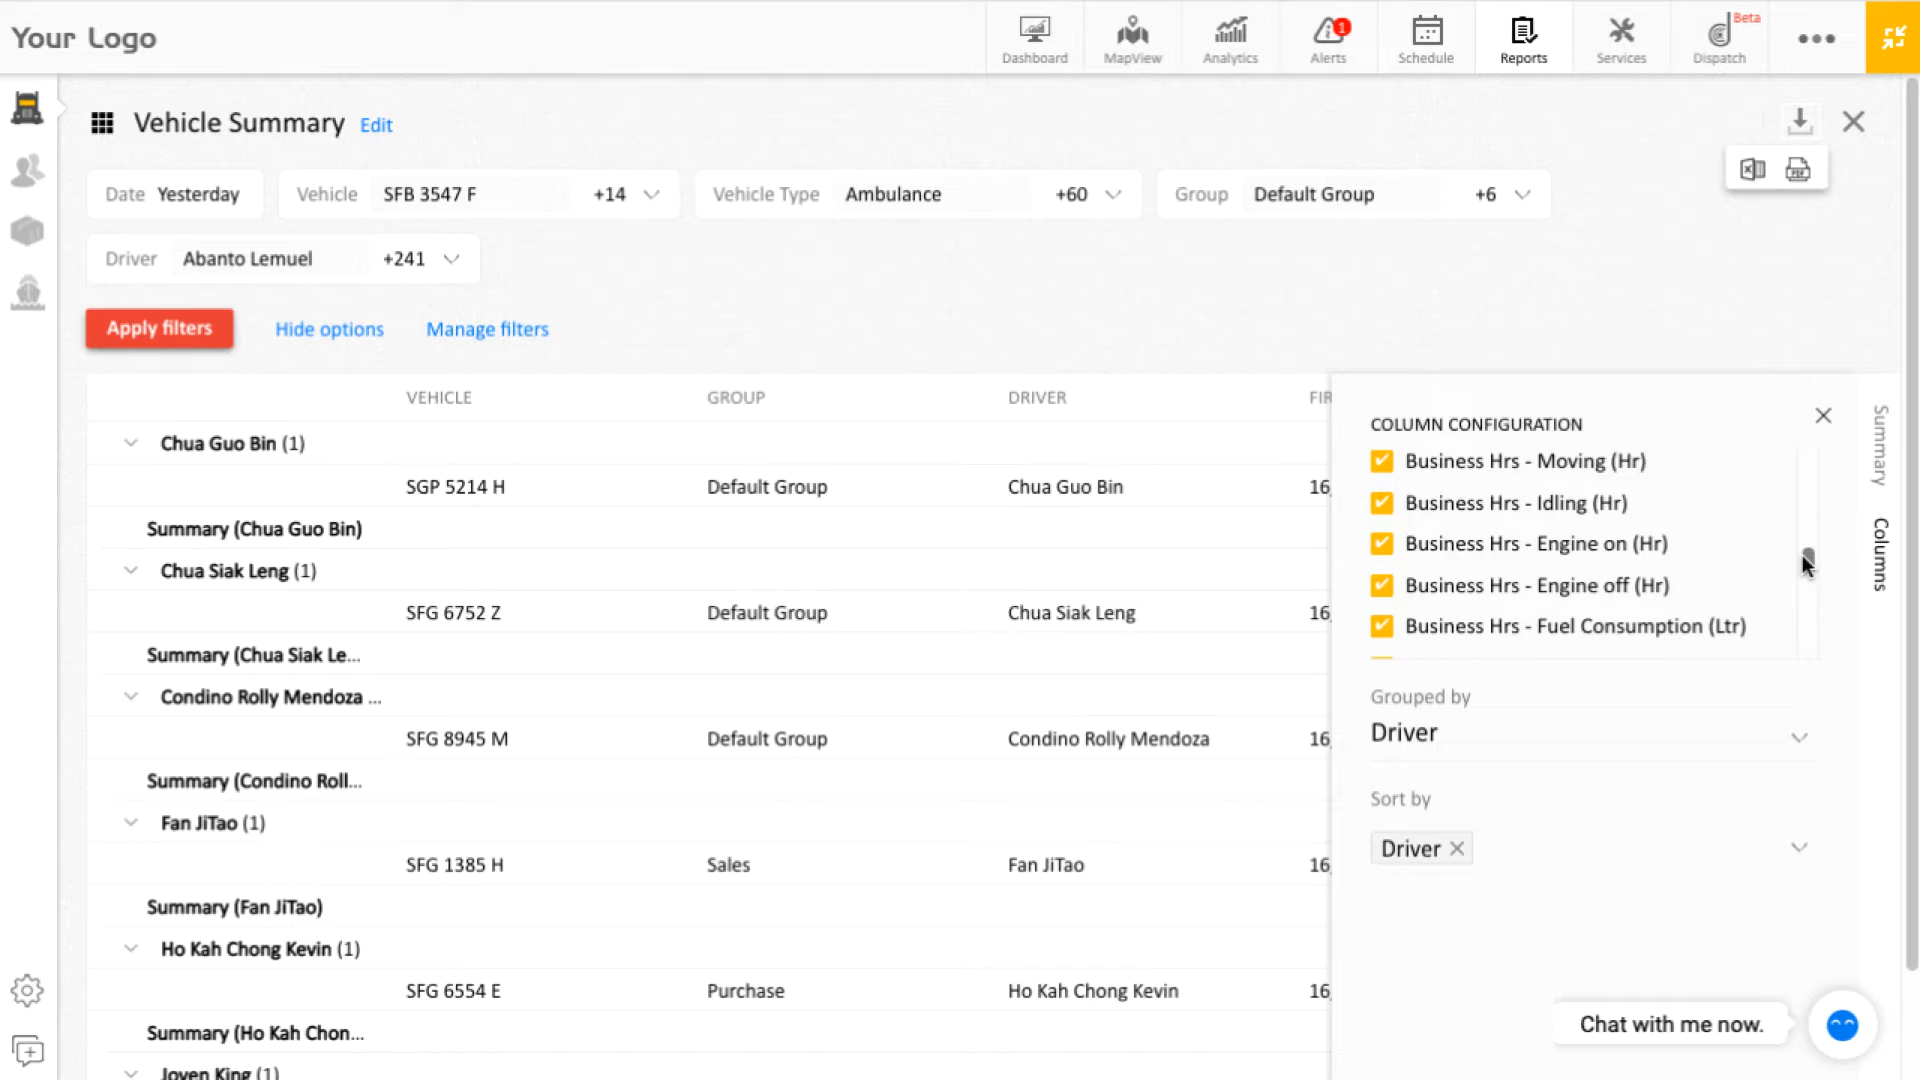 Your Logo
Dashboard
MapView
Analytics
1
Alerts
Schedule
Reports
Services
Beta
Dispatch
Vehicle Summary Edit
Date Yesterday
Vehicle SFB 3547 F +14
Vehicle Type Ambulance +60
Group Default Group +6
PDF
Driver Abanto Lemuel +241
Apply filters
Hide options
Manage filters
VEHICLE GROUP DRIVER FIR
Chua Guo Bin (1)
SGP 5214 H Default Group Chua Guo Bin 16
Summary (Chua Guo Bin)
Chua Siak Leng (1)
SFG 6752 Z Default Group Chua Siak Leng 16
Summary (Chua Siak Le...
Condino Rolly Mendoza ...
SFG 8945 M Default Group Condino Rolly Mendoza 16
Summary (Condino Roll...
Fan JiTao (1)
SFG 1385 H Sales Fan JiTao 16
Summary (Fan JiTao)
Ho Kah Chong Kevin (1)
SFG 6554 E Purchase Ho Kah Chong Kevin 16
Summary (Ho Kah Chon...
Joven King (1)
COLUMN CONFIGURATION
Business Hrs - Moving (Hr)
Business Hrs - Idling (Hr)
Business Hrs - Engine on (Hr)
Business Hrs - Engine off (Hr)
Business Hrs - Fuel Consumption (Ltr)
Grouped by
Driver
Sort by
Driver
Summary
Columns
Chat with me now.